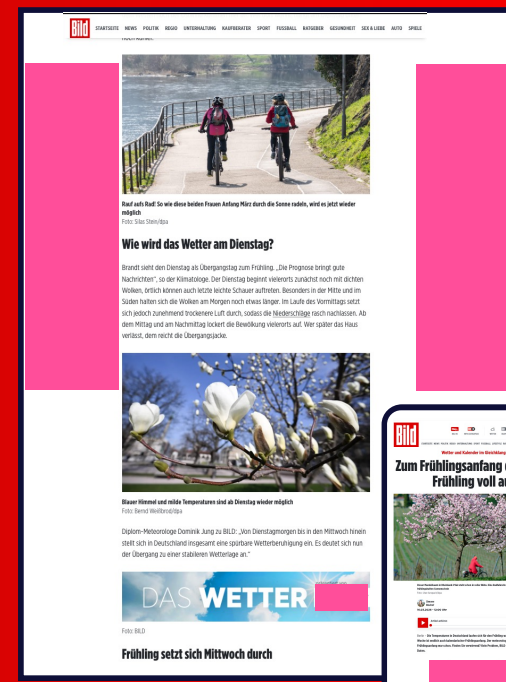 Bild
STARTSEITE NEWS POLITIK REGIO UNTERHALTUNG KAUFBERATER SPORT FUSSBALL RATGEBER GESUNDHEIT SEX & LIEBE AUTO SPIELE
Rauf aufs Rad! So wie diese beiden Frauen Anfang März durch die Sonne radeln, wird es jetzt wieder
möglich
Foto: Silas Stein/dpa
Wie wird das Wetter am Dienstag?
Brandt sieht den Dienstag als Übergangstag zum Frühling. „Die Prognose bringt gute
Nachrichten“, so der Klimatologe. Der Dienstag beginnt vielerorts zunächst noch mit dichten
Wolken, örtlich können auch letzte leichte Schauer auftreten. Besonders in der Mitte und im
Süden halten sich die Wolken am Morgen noch etwas länger. Im Laufe des Vormittags setzt
sich jedoch zunehmend trockenere Luft durch, sodass die Niederschläge rasch nachlassen. Ab
dem Mittag und am Nachmittag lockert die Bewölkung vielerorts auf. Wer später das Haus
verlässt, dem reicht die Übergangsjacke.
Blauer Himmel und milde Temperaturen sind ab Dienstag wieder möglich
Foto: Bernd Weißbrod/dpa
Diplom-Meteorologe Dominik Jung zu BILD: „Von Dienstagmorgen bis in den Mittwoch hinein
stellt sich in Deutschland insgesamt eine spürbare Wetterberuhigung ein. Es deutet sich nun
der Übergang zu einer stabileren Wetterlage an.“
DAS WETTER
Foto: BILD
Frühling setzt sich Mittwoch durch
Bild
Wetter und Kalender im Gleichklang
Zum Frühlingsanfang
Frühling voll